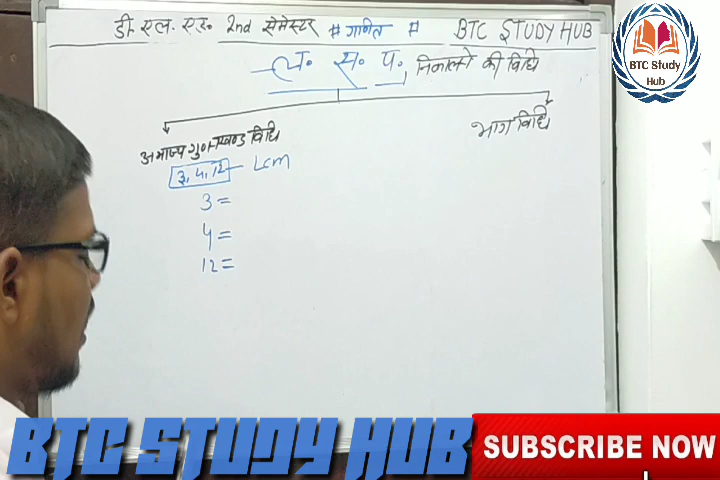 डी. एल. एड. 2nd सेमेस्टर # गणित # BTC STUDY HUB
ल. स. प. निकालने की विधि
अभाज्य गुणनखण्ड विधि
भाग विधि
3, 4, 12 — LCM
3 =
4 =
12 =
BTC Study
Hub
BTC STUDY HUB
SUBSCRIBE NOW